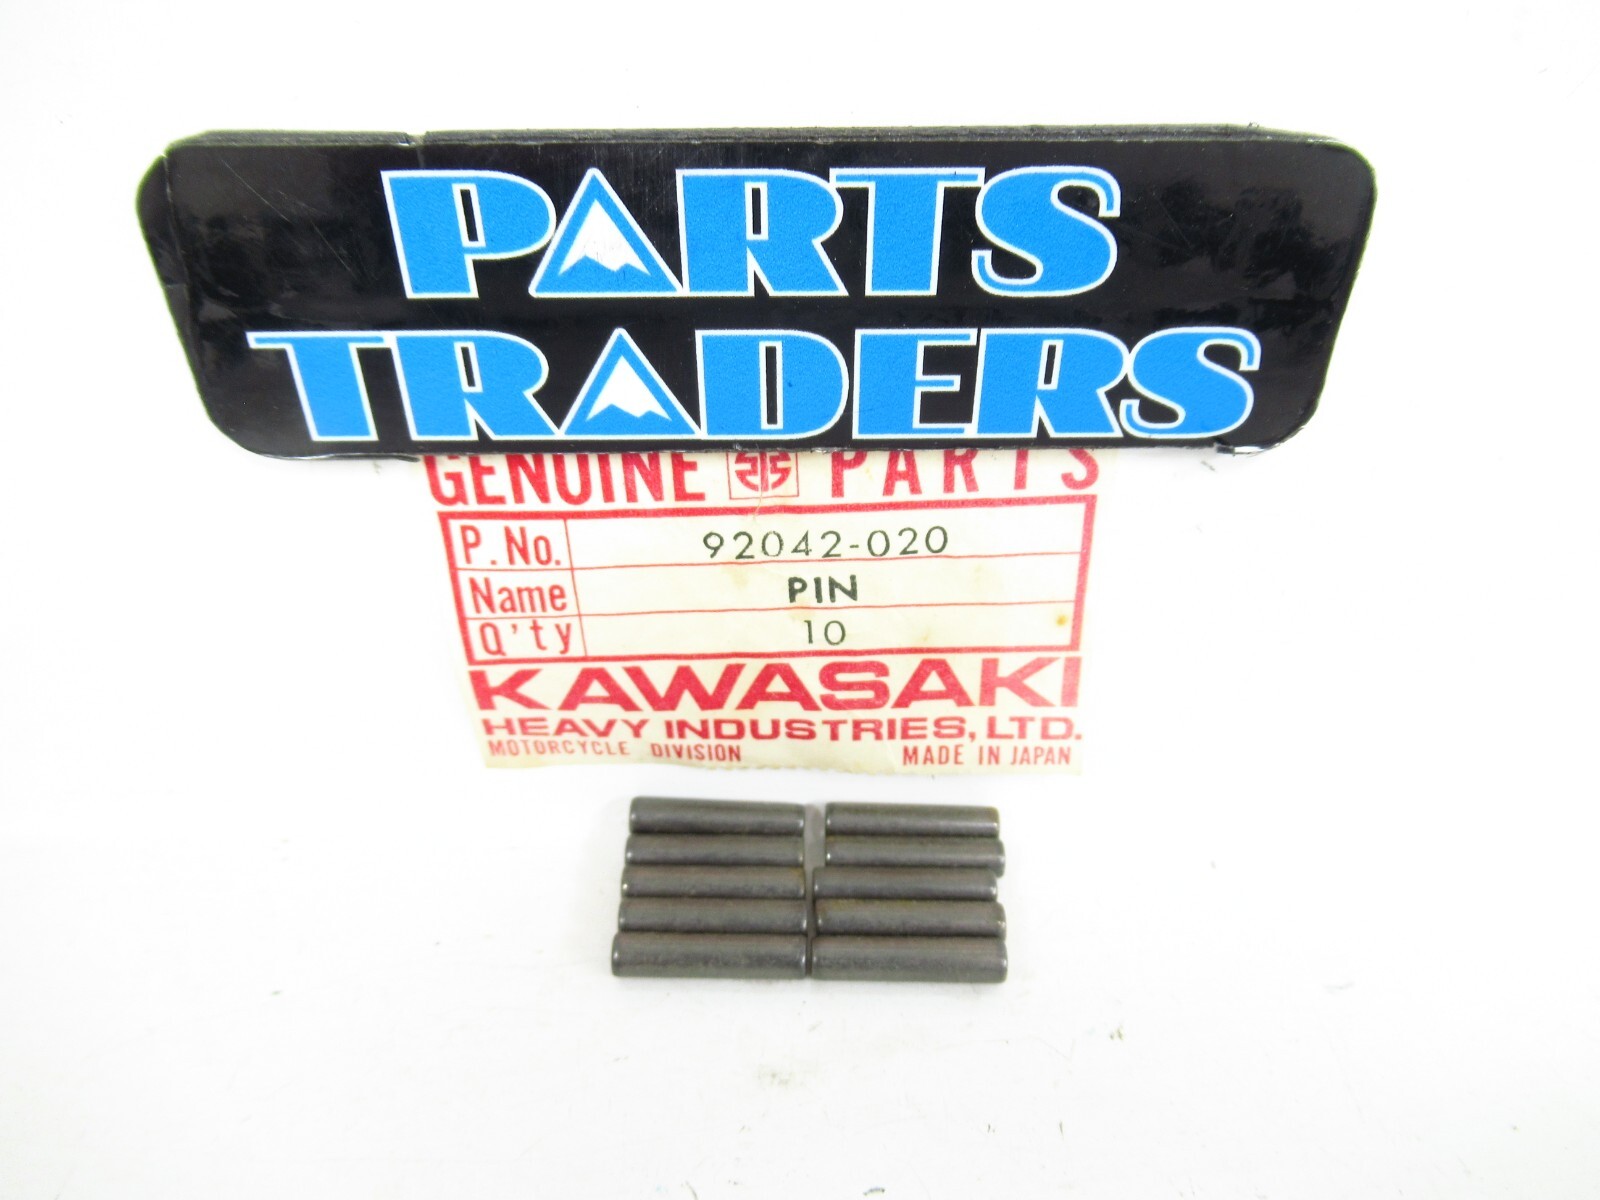 PARTS
TRADERS
GENUINE PARTS
P. No. 92042-020
Name PIN
Q'ty 10
KAWASAKI
HEAVY INDUSTRIES, LTD.
MOTORCYCLE DIVISION MADE IN JAPAN